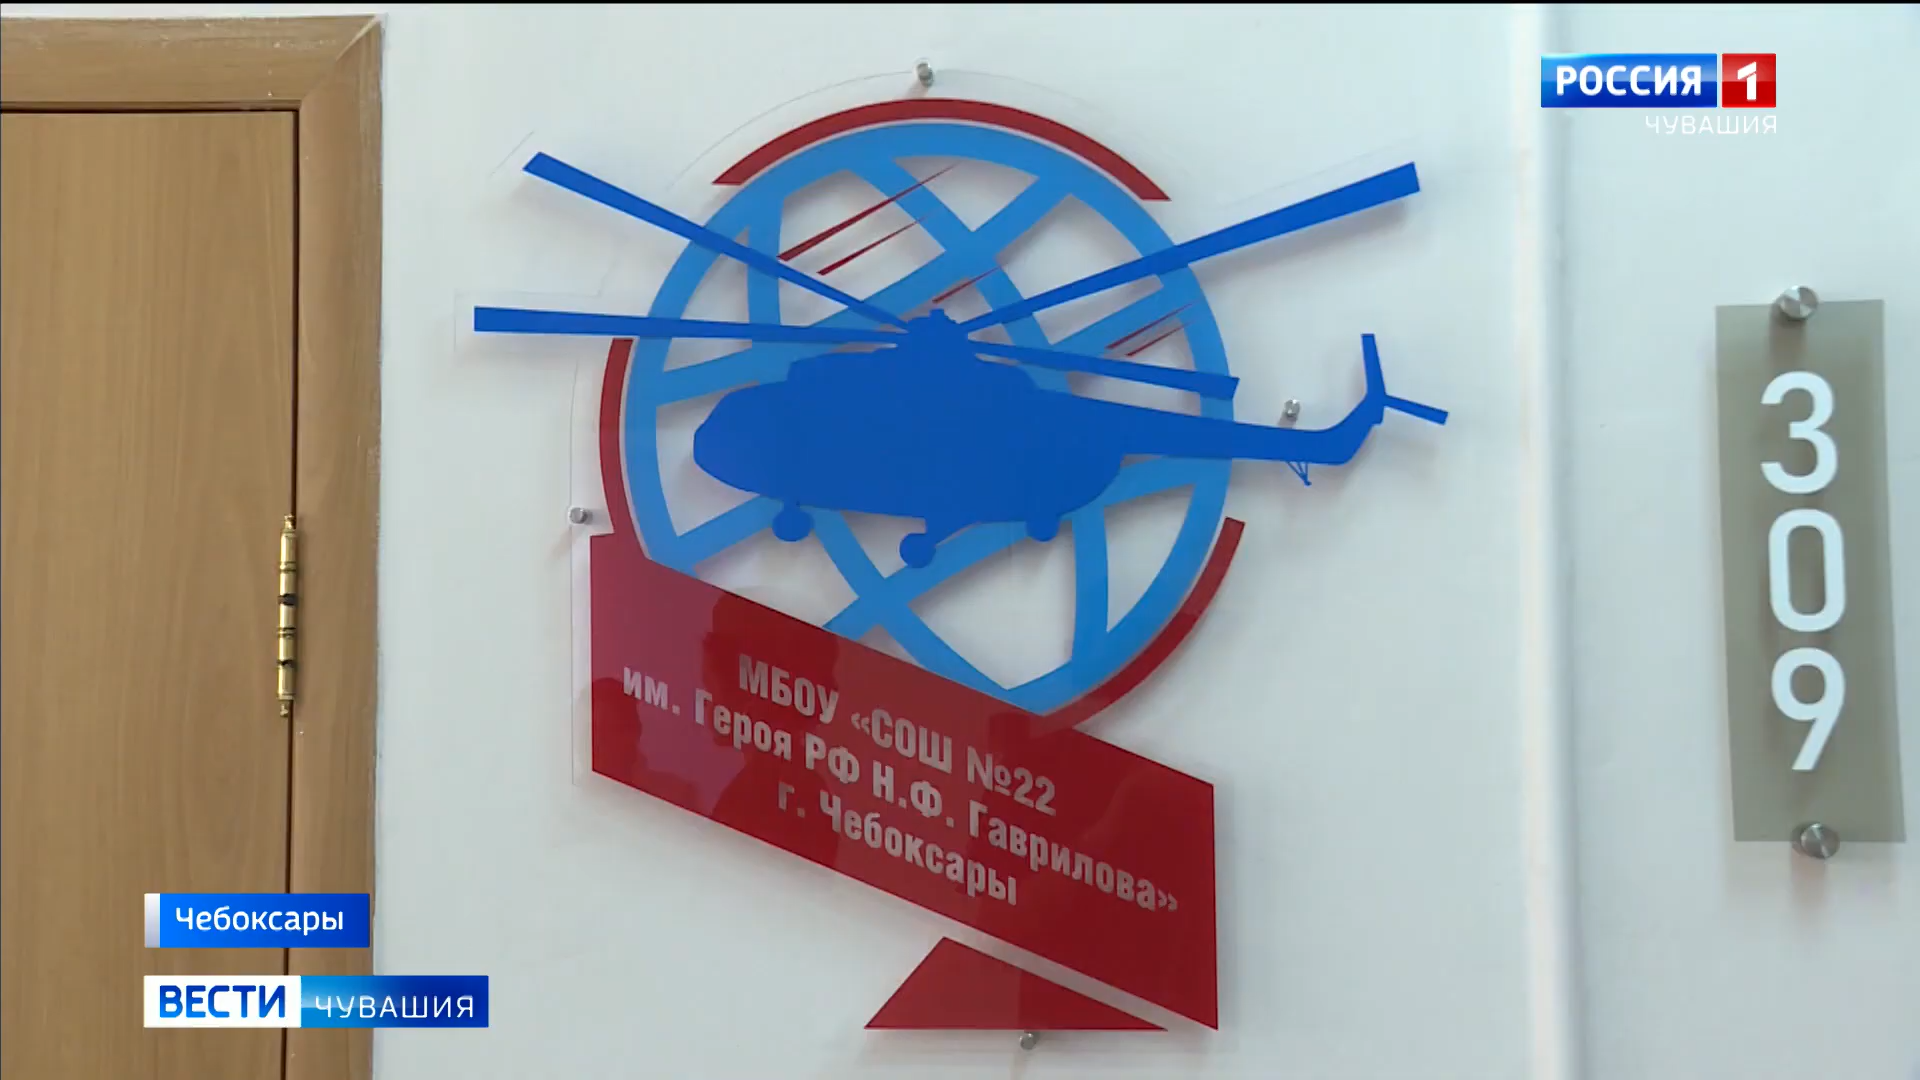 РОССИЯ 1
ЧУВАШИЯ
309
МБОУ «СОШ №22
им. Героя РФ Н.Ф. Гаврилова»
г. Чебоксары
Чебоксары
ВЕСТИ ЧУВАШИЯ